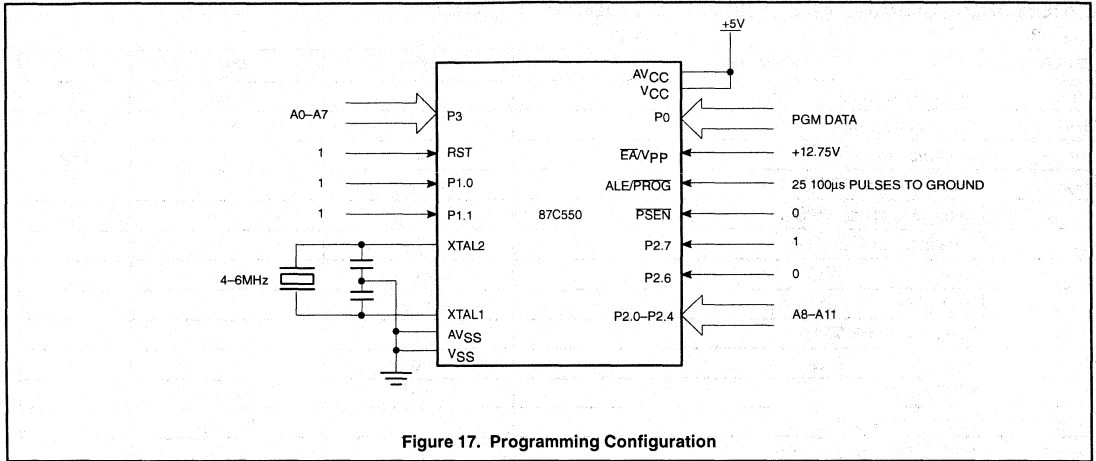 +5V
AVCC
VCC
A0–A7
P3
P0
PGM DATA
1
RST
EA/VPP
+12.75V
1
P1.0
ALE/PROG
25 100µs PULSES TO GROUND
1
P1.1
87C550
PSEN
0
XTAL2
P2.7
1
4–6MHz
P2.6
0
XTAL1
P2.0–P2.4
A8–A11
AVSS
VSS
Figure 17. Programming Configuration